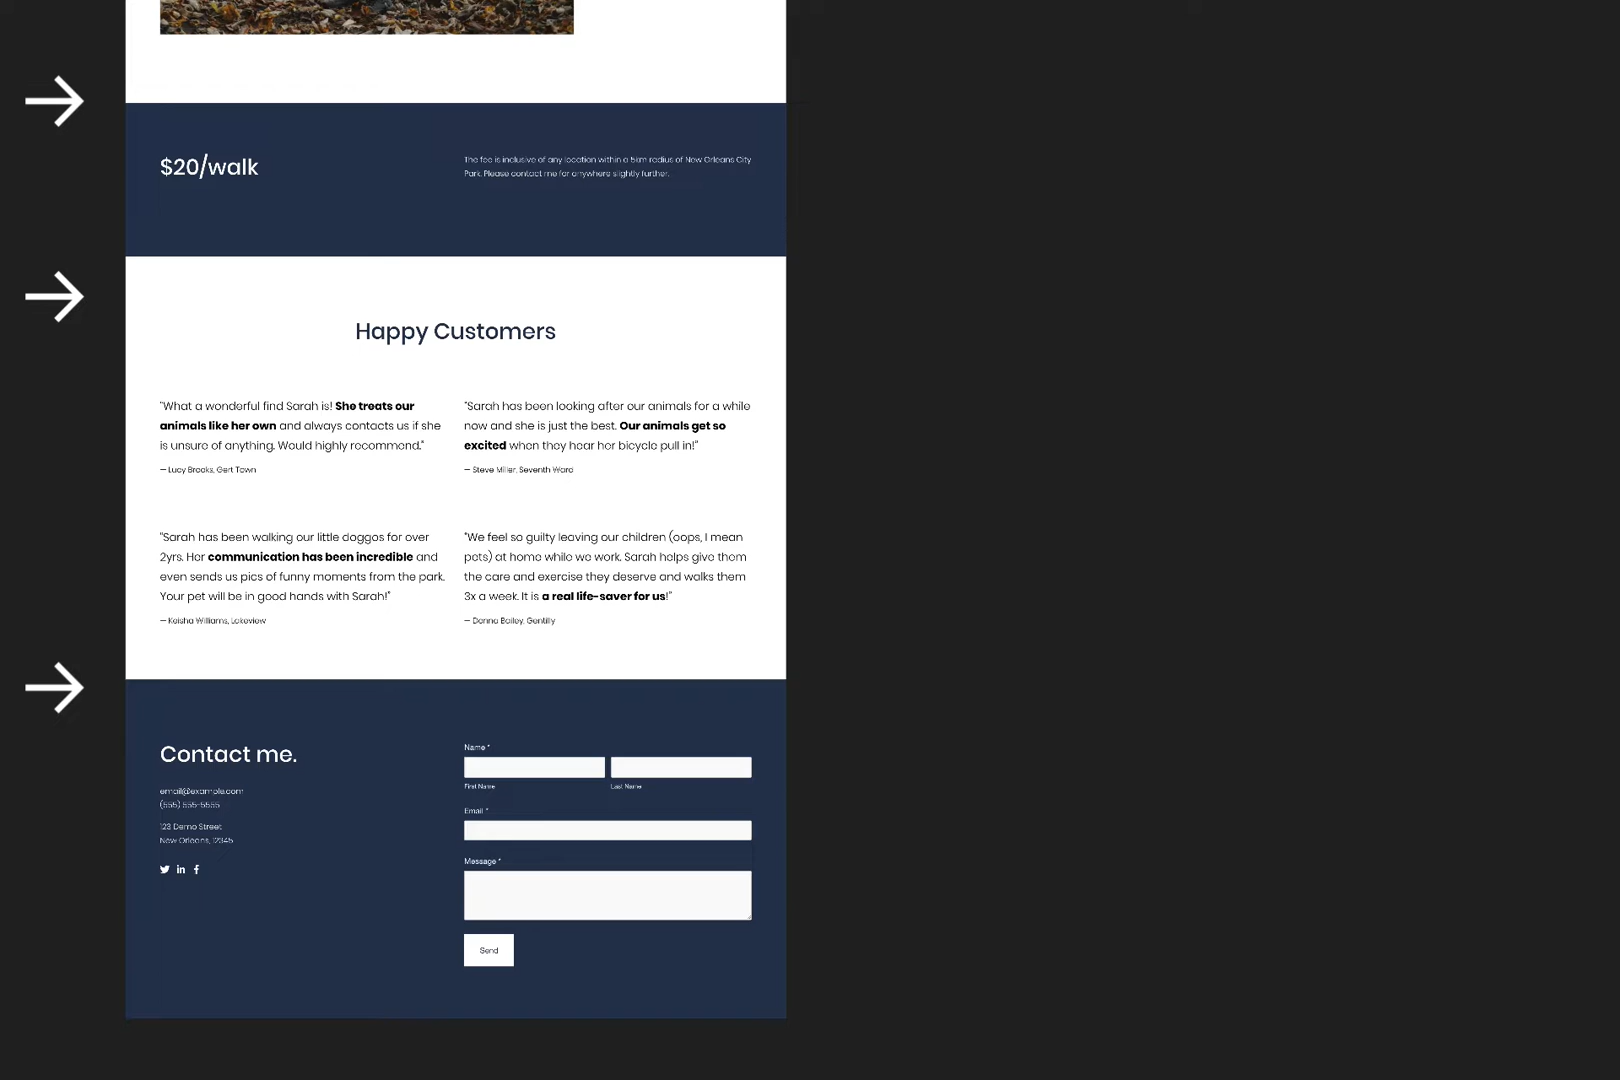 $20/walk
The fee is inclusive of any location within a 5km radius of New Orleans City
Park. Please contact me for anywhere slightly further.
Happy Customers
"What a wonderful find Sarah is! She treats our
animals like her own and always contacts us if she
is unsure of anything. Would highly recommend."
— Lucy Brooks, Gert Town
"Sarah has been looking after our animals for a while
now and she is just the best. Our animals get so
excited when they hear her bicycle pull in!"
— Steve Miller, Seventh Ward
"Sarah has been walking our little doggos for over
2yrs. Her communication has been incredible and
even sends us pics of funny moments from the park.
Your pet will be in good hands with Sarah!"
— Keisha Williams, Lakeview
"We feel so guilty leaving our children (oops, I mean
pets) at home while we work. Sarah helps give them
the care and exercise they deserve and walks them
3x a week. It is a real life-saver for us!"
— Donna Bailey, Gentilly
Contact me.
email@example.com
(555) 555-5555
123 Demo Street
New Orleans, 12345
Name *
First Name
Last Name
Email *
Message *
Send